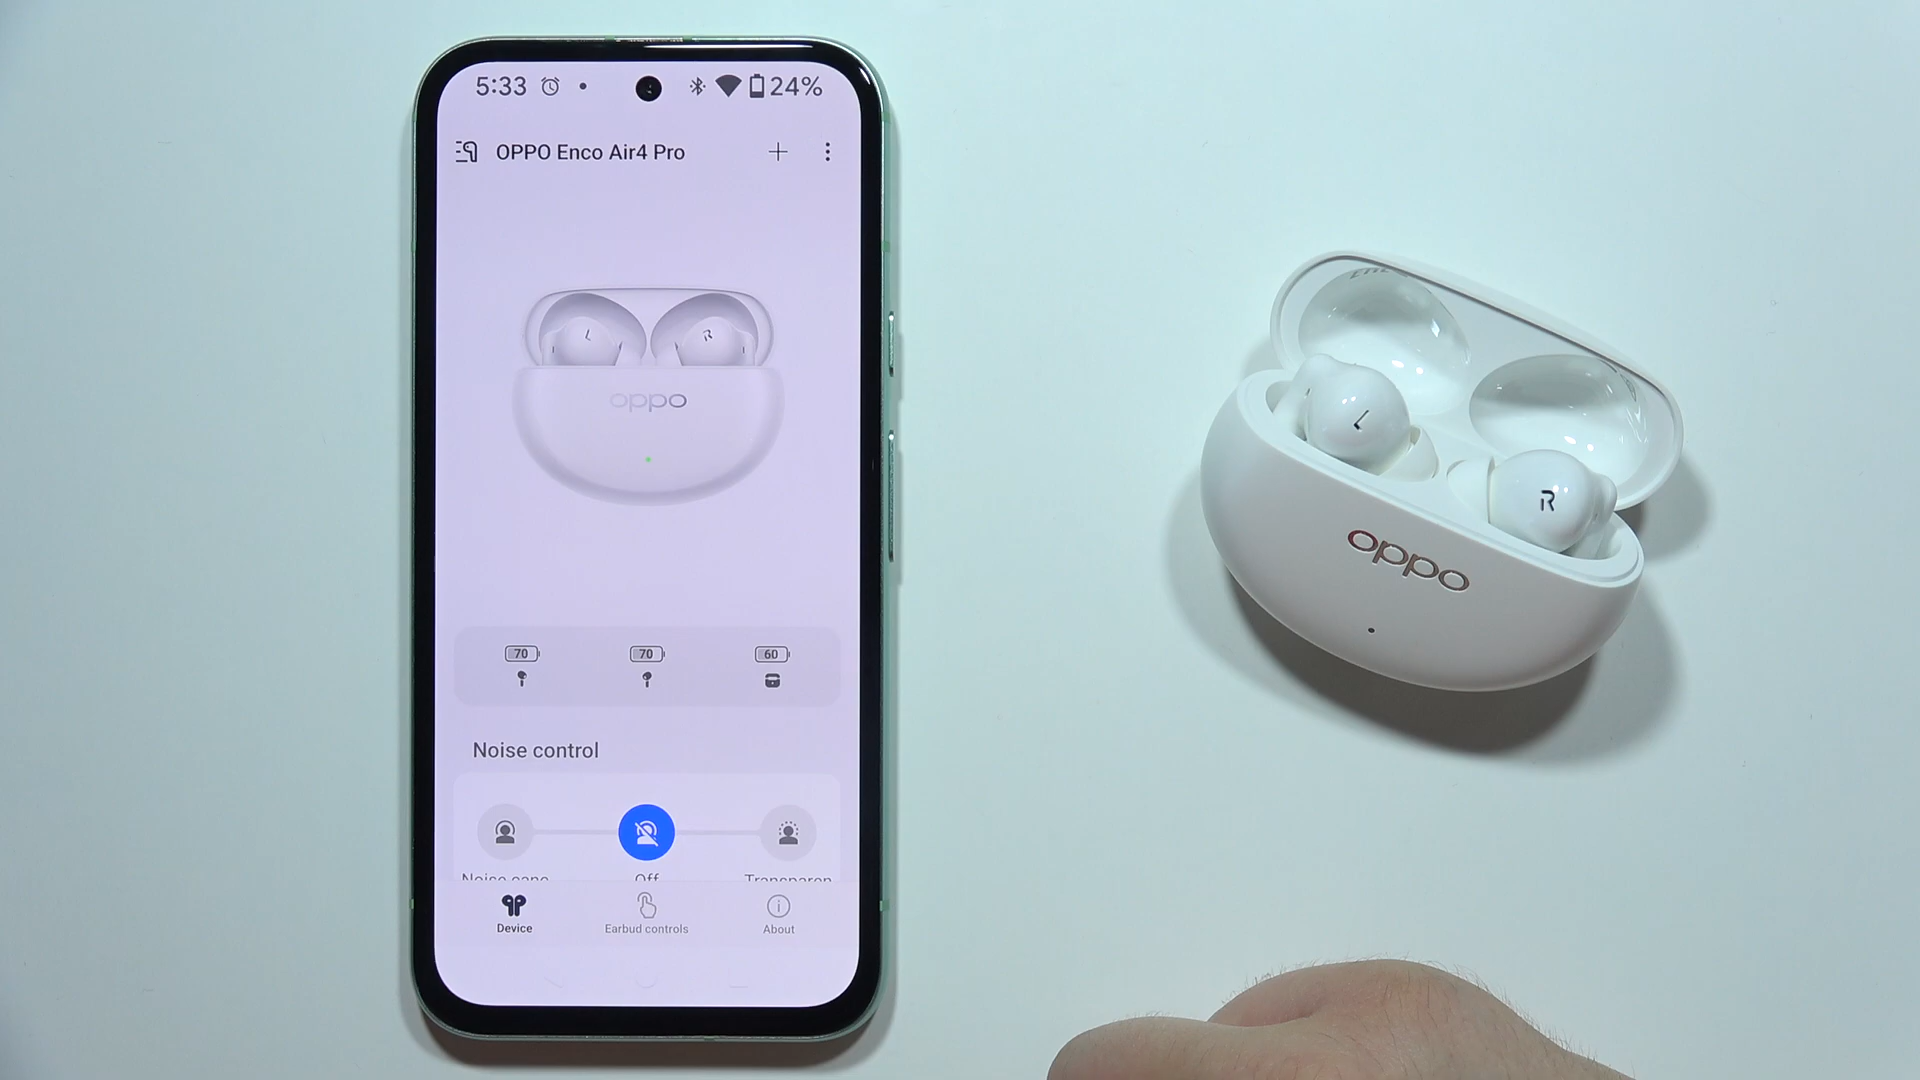 5:33 24%
OPPO Enco Air4 Pro
L R
oppo
70 70 60
Noise control
Off
Device Earbud controls About
L
R
oppo